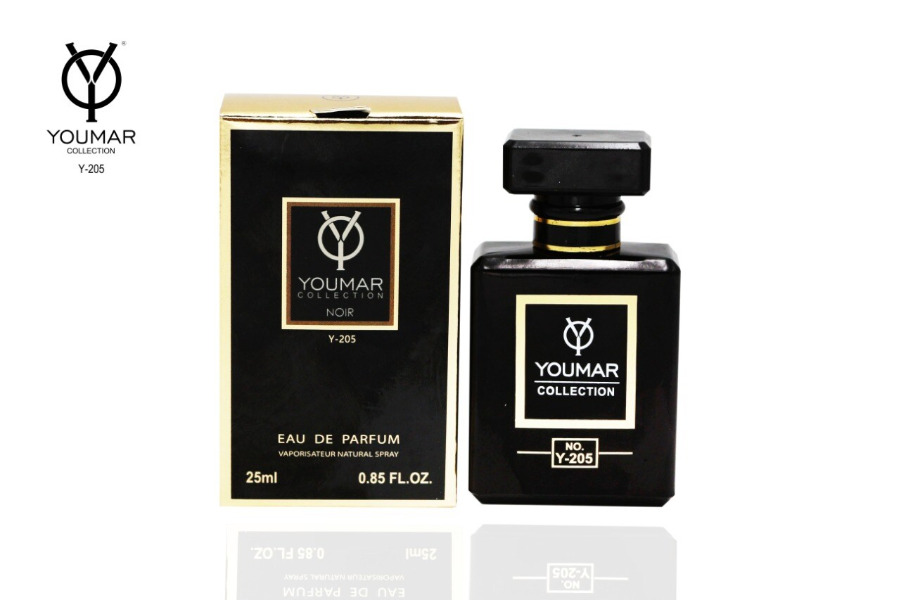 YOUMAR
COLLECTION
Y-205
YOUMAR
COLLECTION
NOIR
Y-205
EAU DE PARFUM
VAPORISATEUR NATURAL SPRAY
25ml 0.85 FL.OZ.
YOUMAR
COLLECTION
NO.
Y-205